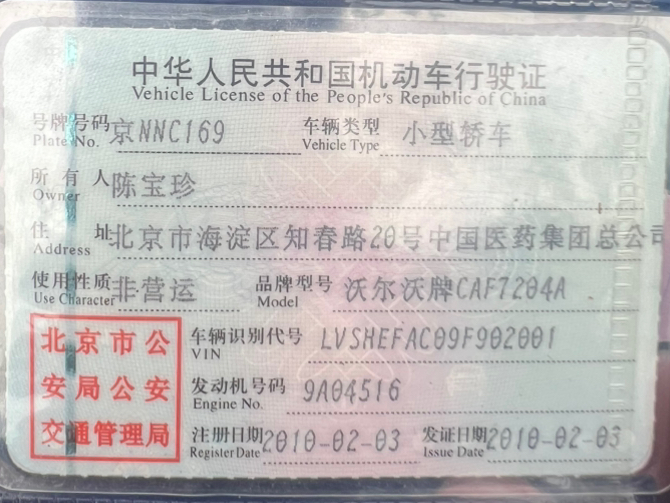 中华人民共和国机动车行驶证
Vehicle License of the People's Republic of China
号牌号码 京NNC169 车辆类型 小型轿车
Plate No. Vehicle Type
所有人 陈宝珍
Owner
住址 北京市海淀区知春路20号中国医药集团总公司
Address
使用性质 非营运 品牌型号 沃尔沃牌CAF7204A
Use Character Model
北京市公 车辆识别代号 LVSHEFAC09F902001
VIN
安局公安 发动机号码 9A04516
Engine No.
交通管理局 注册日期 2010-02-03 发证日期 2010-02-03
Register Date Issue Date